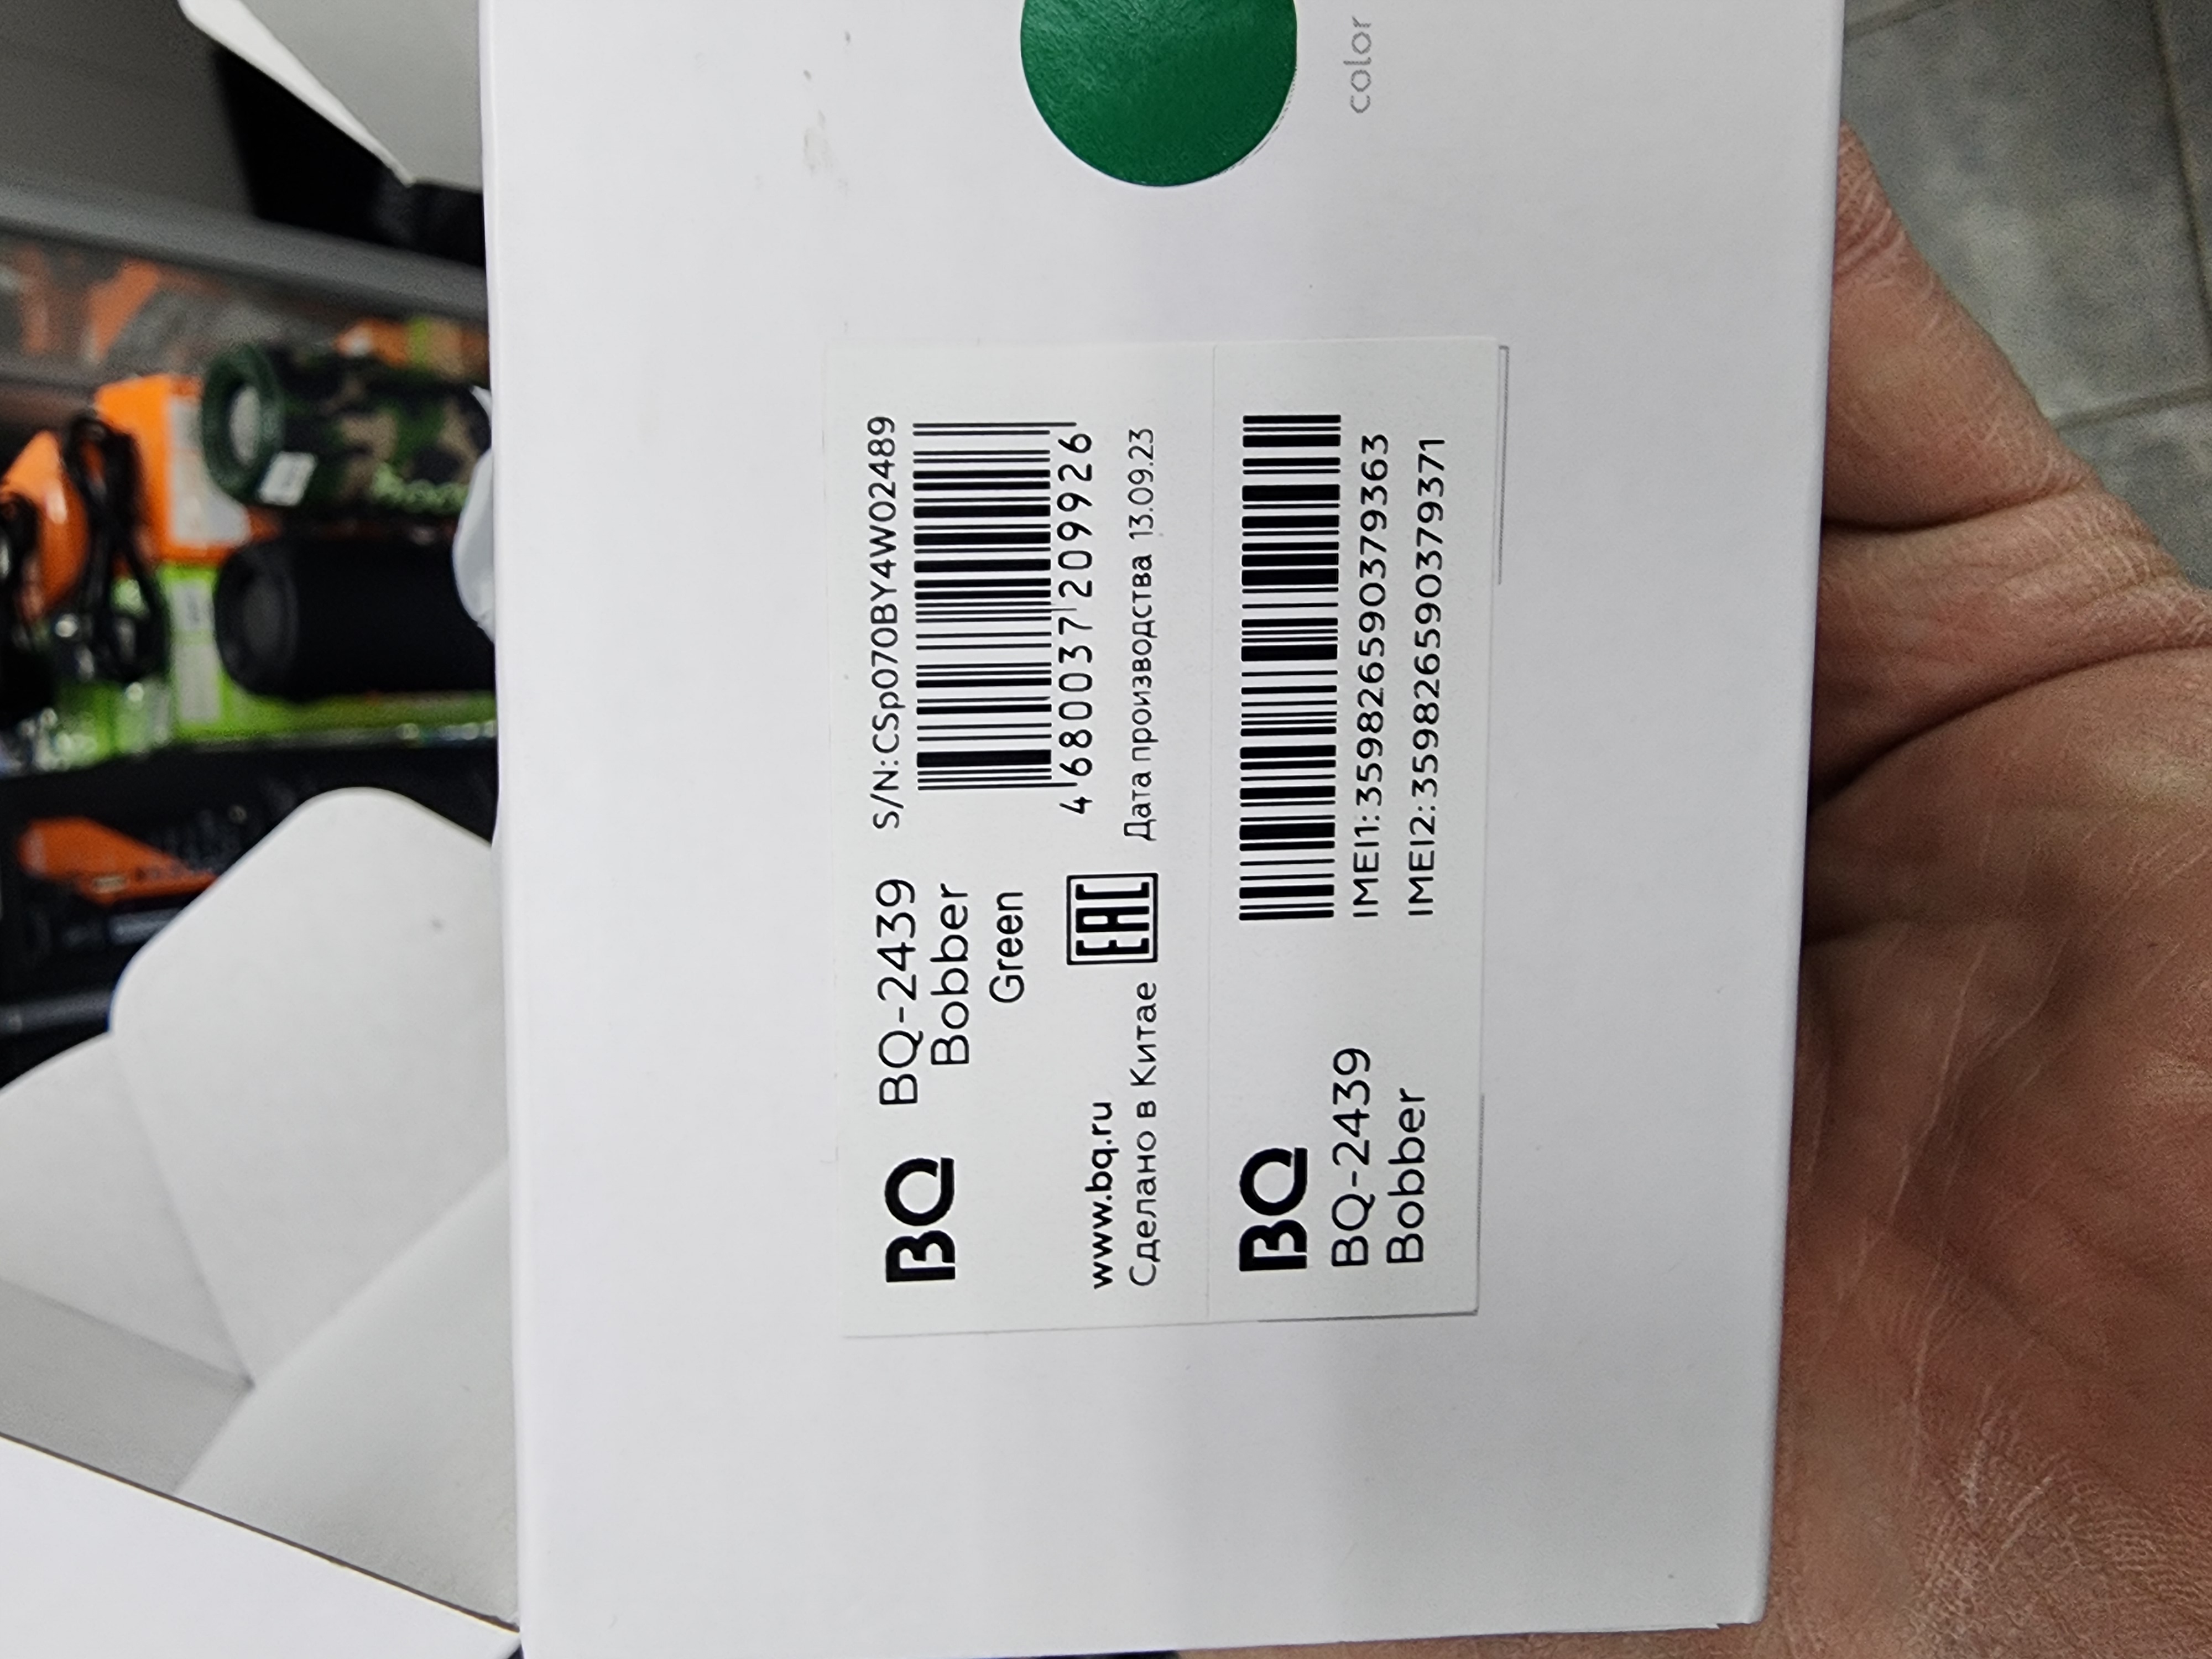 color
BQ
BQ-2439
Bobber
Green
S/N:CSp070BY4W02489
4 680037 209926
www.bq.ru
Сделано в Китае
EAC
Дата производства 13.09.23
BQ
BQ-2439
Bobber
IMEI1:359826590379363
IMEI2:359826590379371